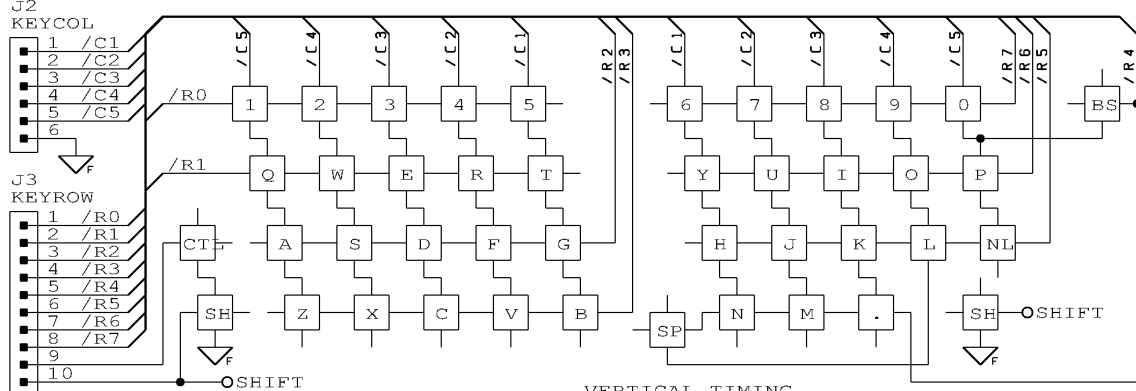 J2
KEYCOL
1 /C1
2 /C2
3 /C3
4 /C4
5 /C5
6
F
J3
KEYROW
1 /R0
2 /R1
3 /R2
4 /R3
5 /R4
6 /R5
7 /R6
8 /R7
9
10
/C5 /C4 /C3 /C2 /C1 /R2 /R3 /C1 /C2 /C3 /C4 /C5 /R7 /R6 /R5 /R4
/R0 1 2 3 4 5 6 7 8 9 0 BS
/R1 Q W E R T Y U I O P
CTL A S D F G H J K L NL
SH Z X C V B SP N M . SH SHIFT
F F
SHIFT
VERTICAL TIMING